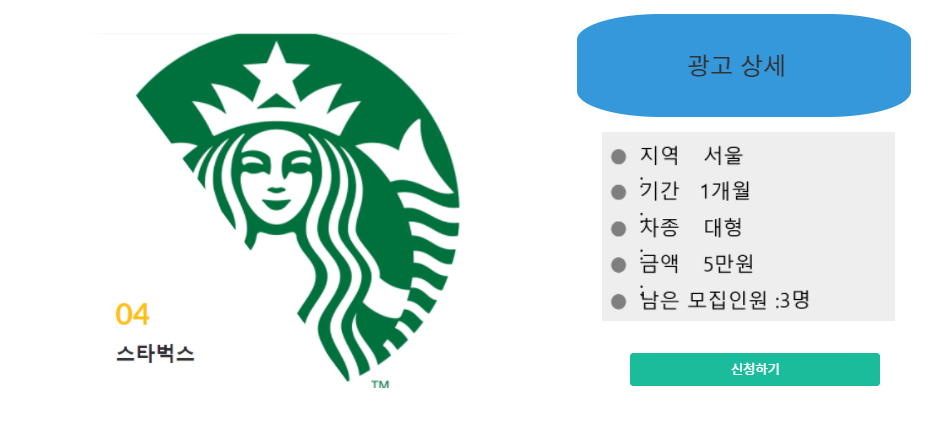 04
스타벅스
TM
광고 상세
지역 서울
기간 1개월
차종 대형
금액 5만원
남은 모집인원 :3명
신청하기